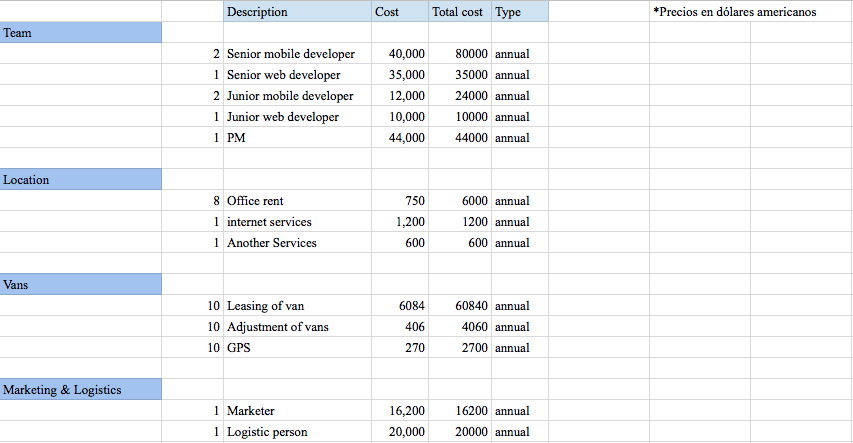 Description Cost Total cost Type *Precios en dólares americanos
Team
2 Senior mobile developer 40,000 80000 annual
1 Senior web developer 35,000 35000 annual
2 Junior mobile developer 12,000 24000 annual
1 Junior web developer 10,000 10000 annual
1 PM 44,000 44000 annual
Location
8 Office rent 750 6000 annual
1 internet services 1,200 1200 annual
1 Another Services 600 600 annual
Vans
10 Leasing of van 6084 60840 annual
10 Adjustment of vans 406 4060 annual
10 GPS 270 2700 annual
Marketing & Logistics
1 Marketer 16,200 16200 annual
1 Logistic person 20,000 20000 annual